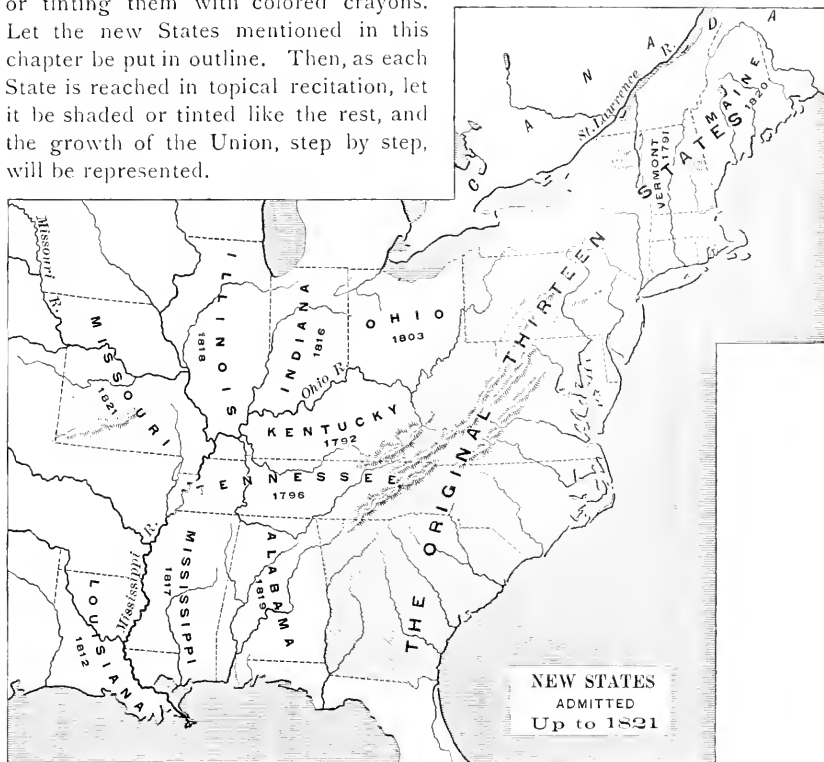 or tinting them with colored crayons.
Let the new States mentioned in this
chapter be put in outline. Then, as each
State is reached in topical recitation, let
it be shaded or tinted like the rest, and
the growth of the Union, step by step,
will be represented.
CANADA
St. Lawrence R.
MAINE
1820
VERMONT
1791
THE ORIGINAL THIRTEEN STATES
Missouri R.
MISSOURI
1821
ILLINOIS
1818
INDIANA
1816
OHIO
1803
Ohio R.
KENTUCKY
1792
TENNESSEE
1796
Mississippi R.
MISSISSIPPI
1817
ALABAMA
1819
LOUISIANA
1812
NEW STATES
ADMITTED
Up to 1821